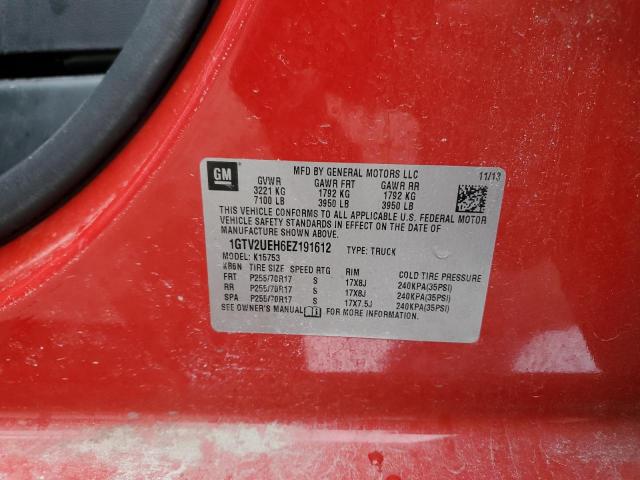 GM
MFD BY GENERAL MOTORS LLC
11/13
GVWR GAWR FRT GAWR RR
3221 KG 1792 KG 1792 KG
7100 LB 3950 LB 3950 LB
THIS VEHICLE CONFORMS TO ALL APPLICABLE U.S. FEDERAL MOTOR
VEHICLE SAFETY STANDARDS IN EFFECT ON THE DATE OF
MANUFACTURE SHOWN ABOVE.
1GTV2UEH6EZ191612 TYPE: TRUCK
MODEL: K15753
KR6N TIRE SIZE SPEED RTG RIM COLD TIRE PRESSURE
FRT P255/70R17 S 17X8J 240KPA(35PSI)
RR P255/70R17 S 17X8J 240KPA(35PSI)
SPA P255/70R17 S 17X7.5J 240KPA(35PSI)
SEE OWNER'S MANUAL FOR MORE INFORMATION.